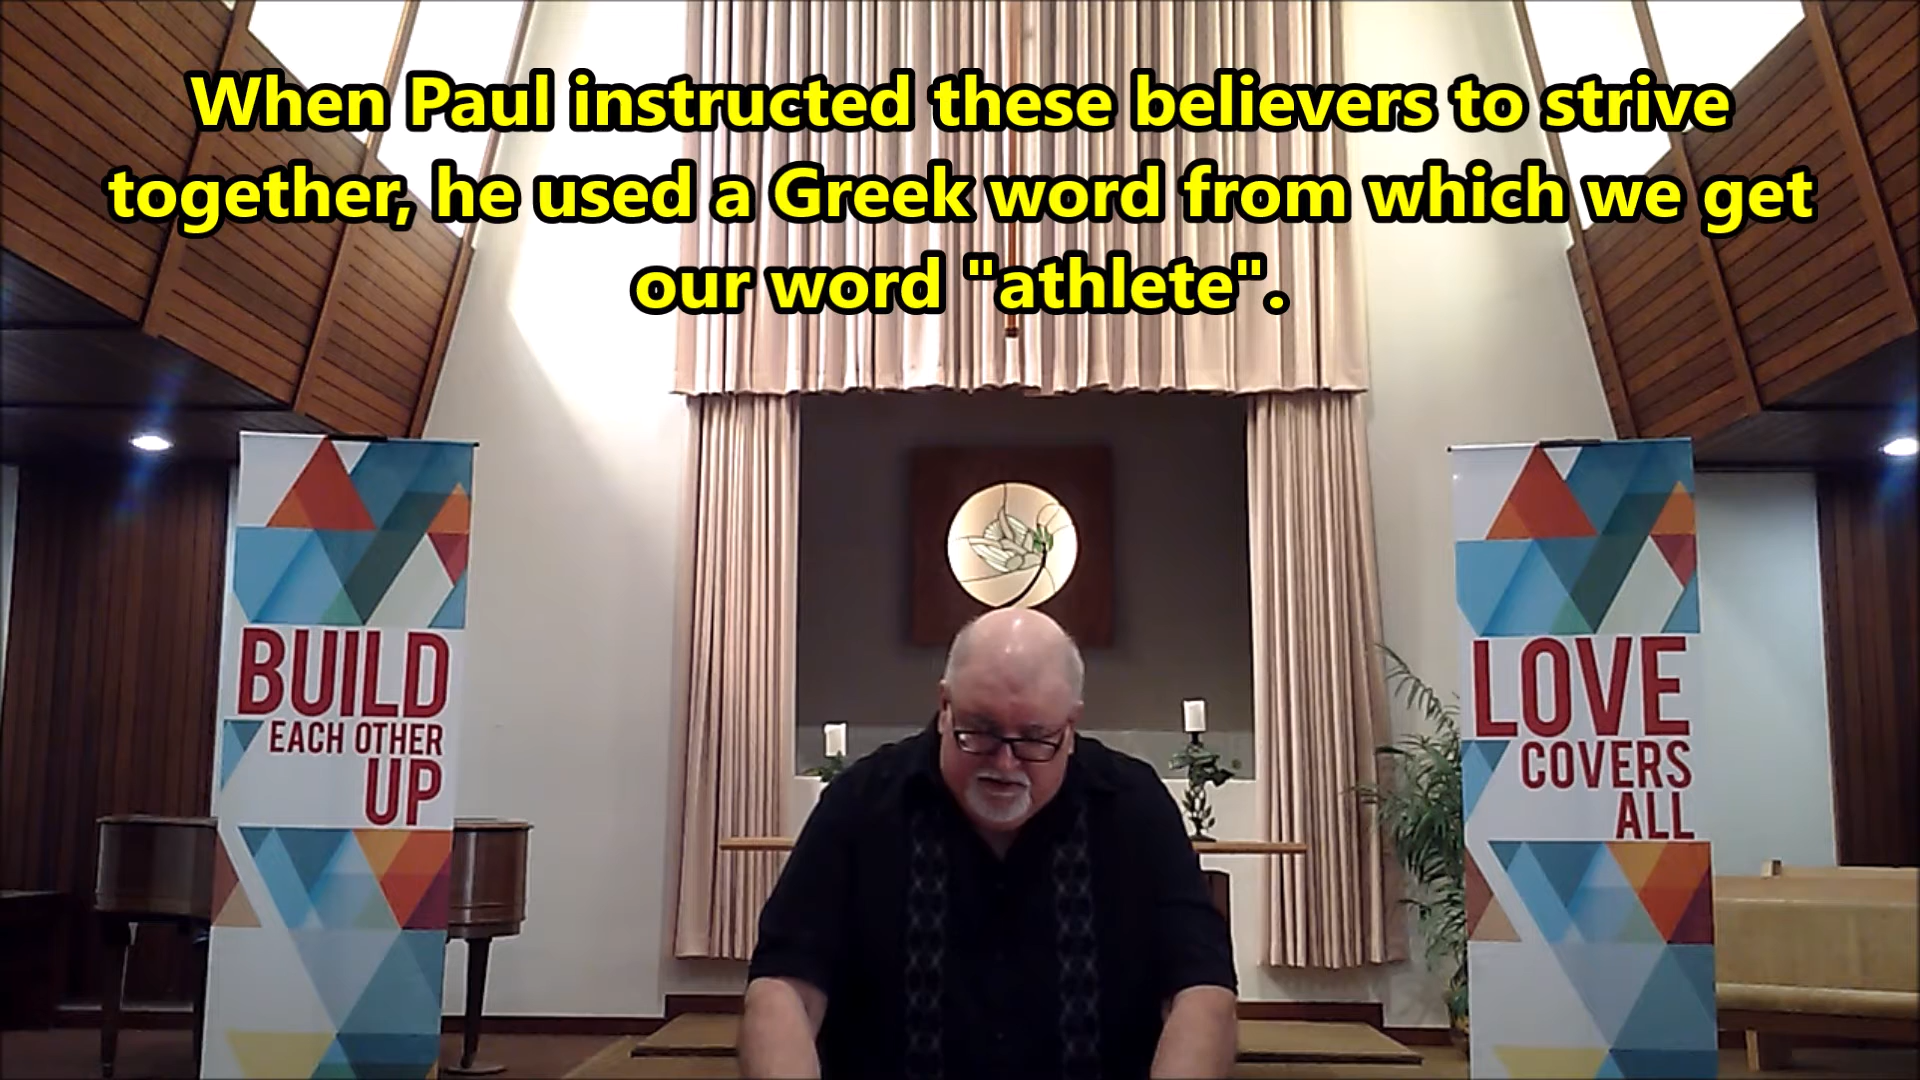 When Paul instructed these believers to strive
together, he used a Greek word from which we get
our word "athlete".
BUILD
EACH OTHER
UP
LOVE
COVERS
ALL